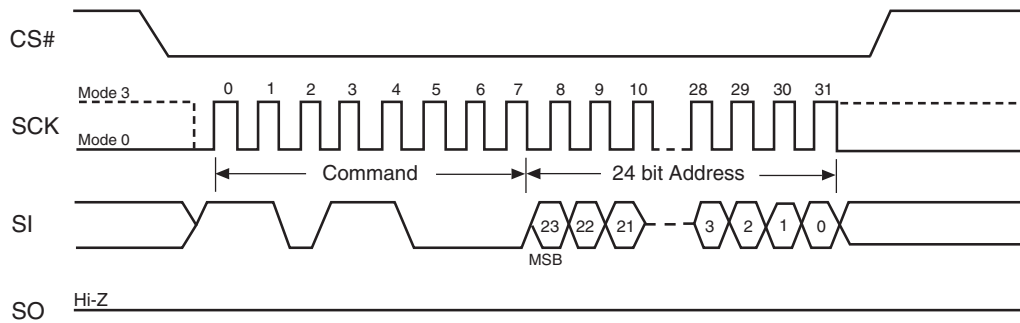 CS#
Mode 3
0 1 2 3 4 5 6 7 8 9 10 28 29 30 31
SCK
Mode 0
Command 24 bit Address
SI
23 22 21 3 2 1 0
MSB
Hi-Z
SO